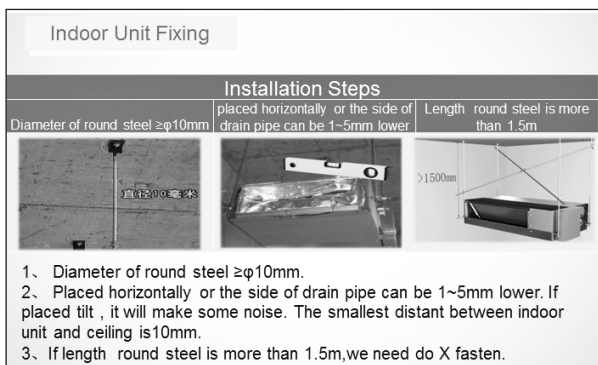 Indoor Unit Fixing
Installation Steps
Diameter of round steel ≥φ10mm
placed horizontally or the side of
drain pipe can be 1~5mm lower
Length round steel is more
than 1.5m
直径10毫米
>1500mm
1、 Diameter of round steel ≥φ10mm.
2、 Placed horizontally or the side of drain pipe can be 1~5mm lower. If
placed tilt , it will make some noise. The smallest distant between indoor
unit and ceiling is10mm.
3、If length round steel is more than 1.5m,we need do X fasten.